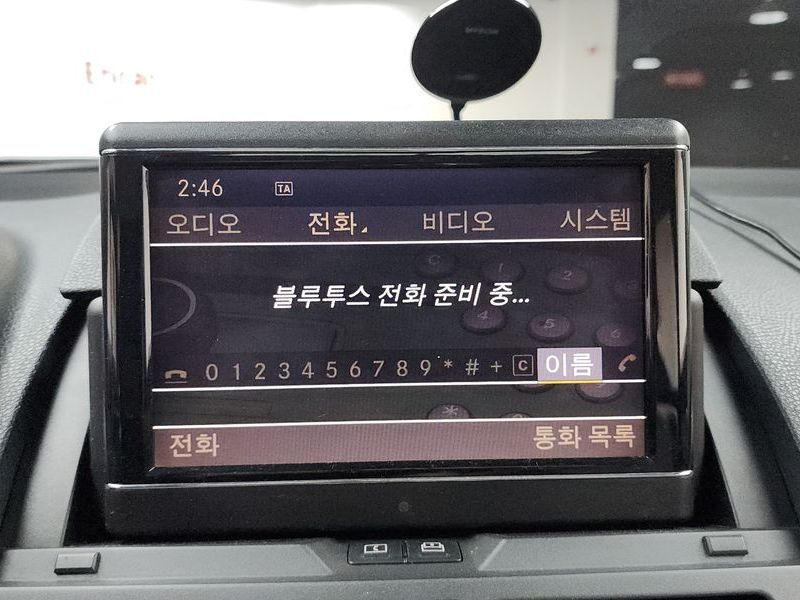 2:46 TA
오디오 전화 비디오 시스템
블루투스 전화 준비 중...
0 1 2 3 4 5 6 7 8 9 * # + C 이름
전화 통화 목록